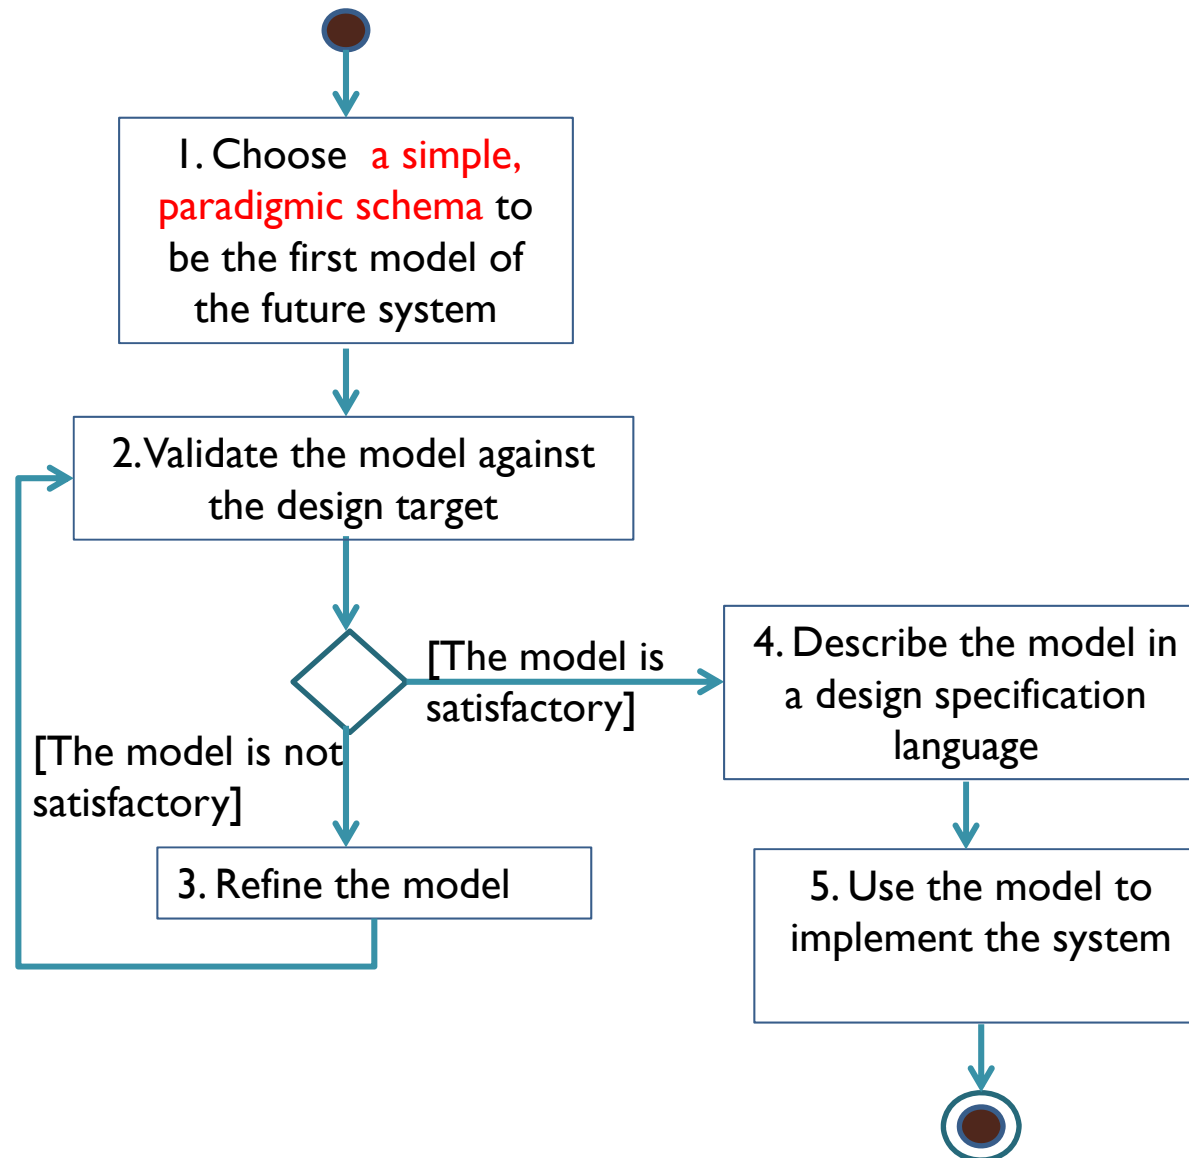 1. Choose a simple,
paradigmic schema to
be the first model of
the future system
2. Validate the model against
the design target
[The model is
satisfactory]
[The model is not
satisfactory]
3. Refine the model
4. Describe the model in
a design specification
language
5. Use the model to
implement the system